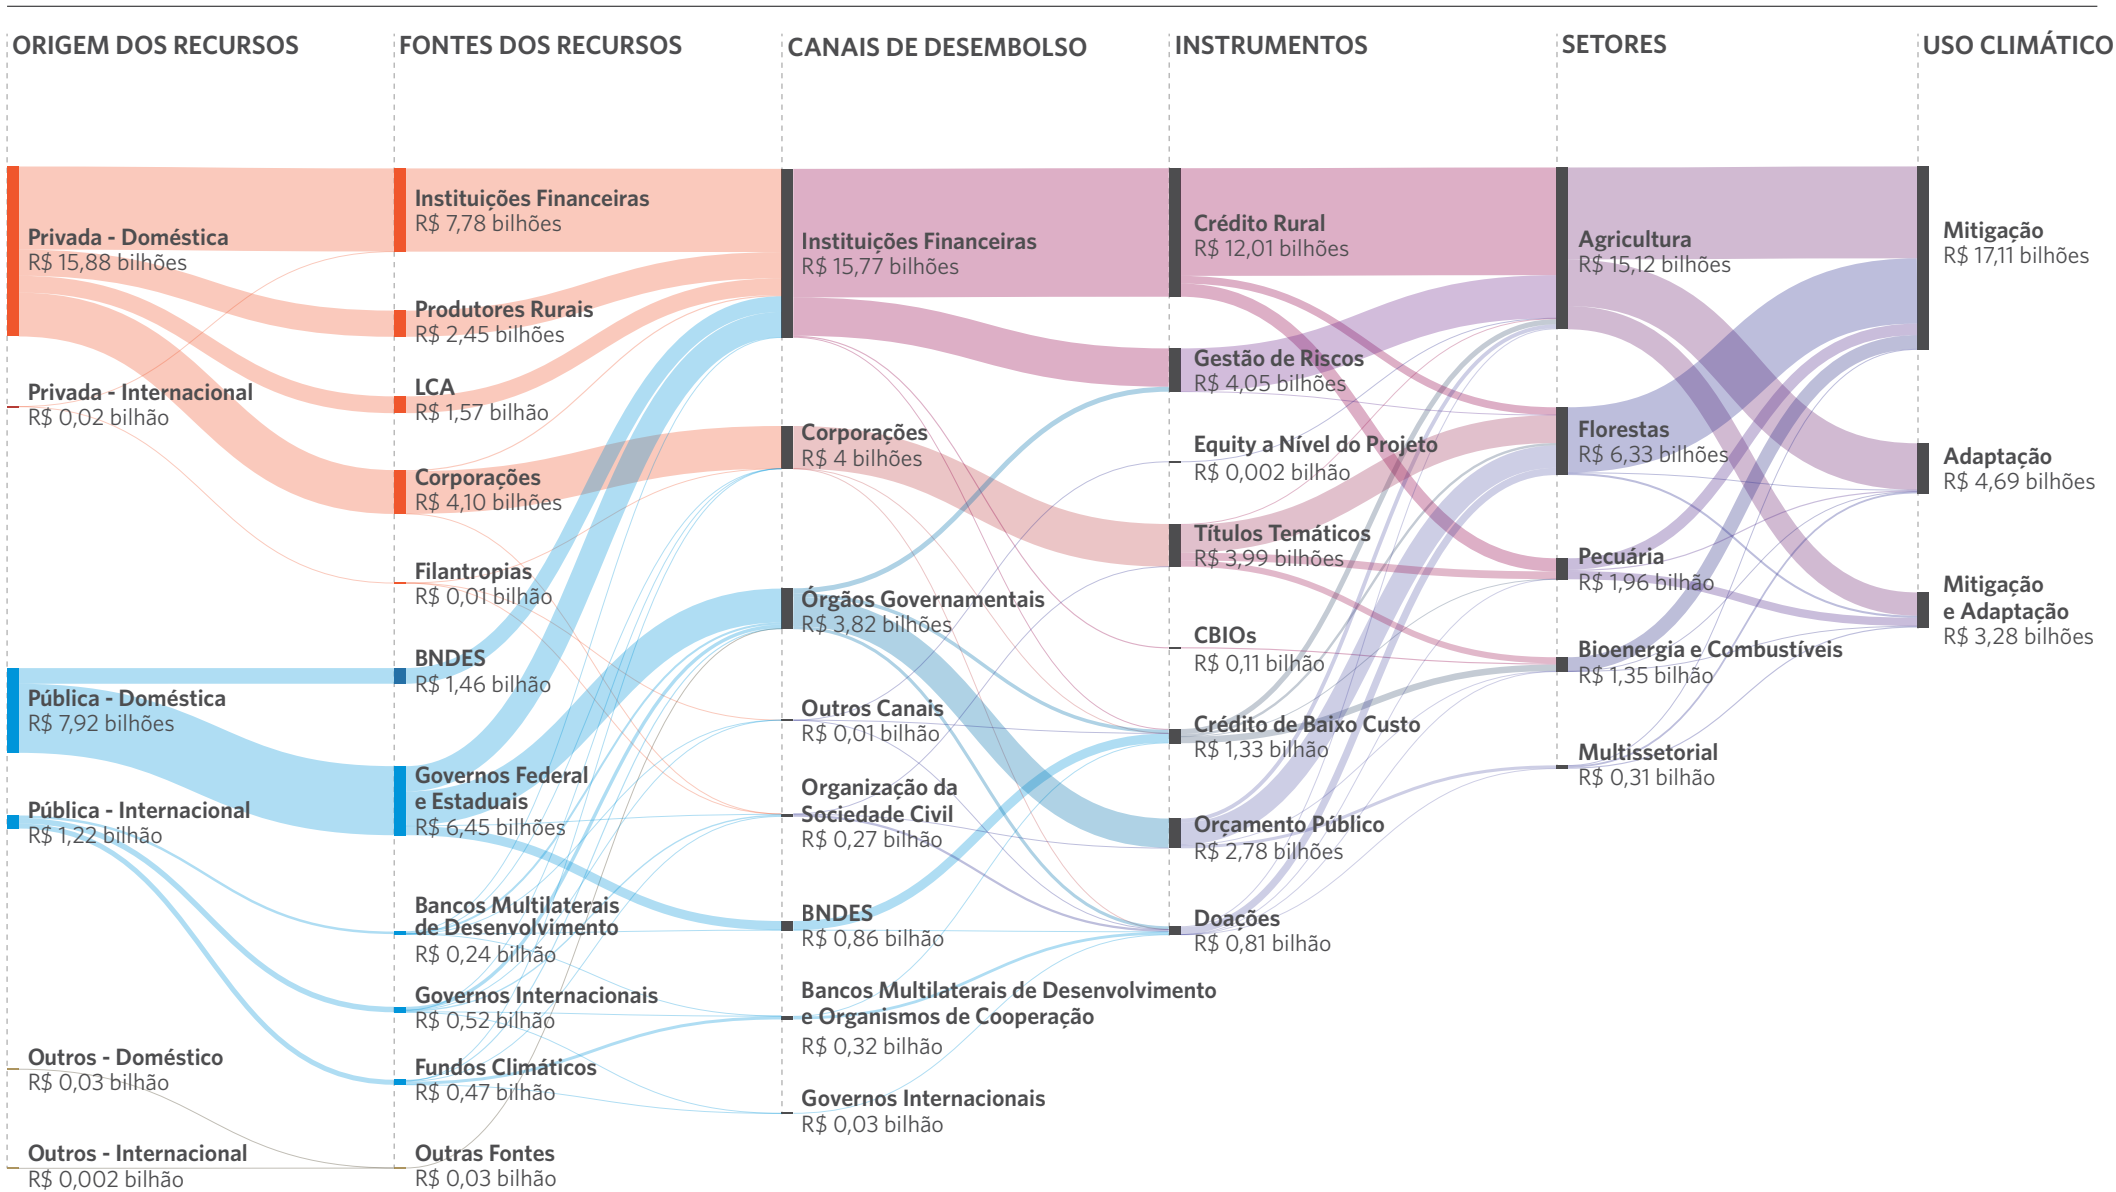 ORIGEM DOS RECURSOS
FONTES DOS RECURSOS
CANAIS DE DESEMBOLSO
INSTRUMENTOS
SETORES
USO CLIMÁTICO
Privada - Doméstica
R$ 15,88 bilhões
Privada - Internacional
R$ 0,02 bilhão
Pública - Doméstica
R$ 7,92 bilhões
Pública - Internacional
R$ 1,22 bilhão
Outros - Doméstico
R$ 0,03 bilhão
Outros - Internacional
R$ 0,002 bilhão
Instituições Financeiras
R$ 7,78 bilhões
Produtores Rurais
R$ 2,45 bilhões
LCA
R$ 1,57 bilhão
Corporações
R$ 4,10 bilhões
Filantropias
R$ 0,01 bilhão
BNDES
R$ 1,46 bilhão
Governos Federal
e Estaduais
R$ 6,45 bilhões
Bancos Multilaterais
de Desenvolvimento
R$ 0,24 bilhão
Governos Internacionais
R$ 0,52 bilhão
Fundos Climáticos
R$ 0,47 bilhão
Outras Fontes
R$ 0,03 bilhão
Instituições Financeiras
R$ 15,77 bilhões
Corporações
R$ 4 bilhões
Órgãos Governamentais
R$ 3,82 bilhões
Outros Canais
R$ 0,01 bilhão
Organização da
Sociedade Civil
R$ 0,27 bilhão
BNDES
R$ 0,86 bilhão
Bancos Multilaterais de Desenvolvimento
e Organismos de Cooperação
R$ 0,32 bilhão
Governos Internacionais
R$ 0,03 bilhão
Crédito Rural
R$ 12,01 bilhões
Gestão de Riscos
R$ 4,05 bilhões
Equity a Nível do Projeto
R$ 0,002 bilhão
Títulos Temáticos
R$ 3,99 bilhões
CBIOs
R$ 0,11 bilhão
Crédito de Baixo Custo
R$ 1,33 bilhão
Orçamento Público
R$ 2,78 bilhões
Doações
R$ 0,81 bilhão
Agricultura
R$ 15,12 bilhões
Florestas
R$ 6,33 bilhões
Pecuária
R$ 1,96 bilhão
Bioenergia e Combustíveis
R$ 1,35 bilhão
Multissetorial
R$ 0,31 bilhão
Mitigação
R$ 17,11 bilhões
Adaptação
R$ 4,69 bilhões
Mitigação
e Adaptação
R$ 3,28 bilhões